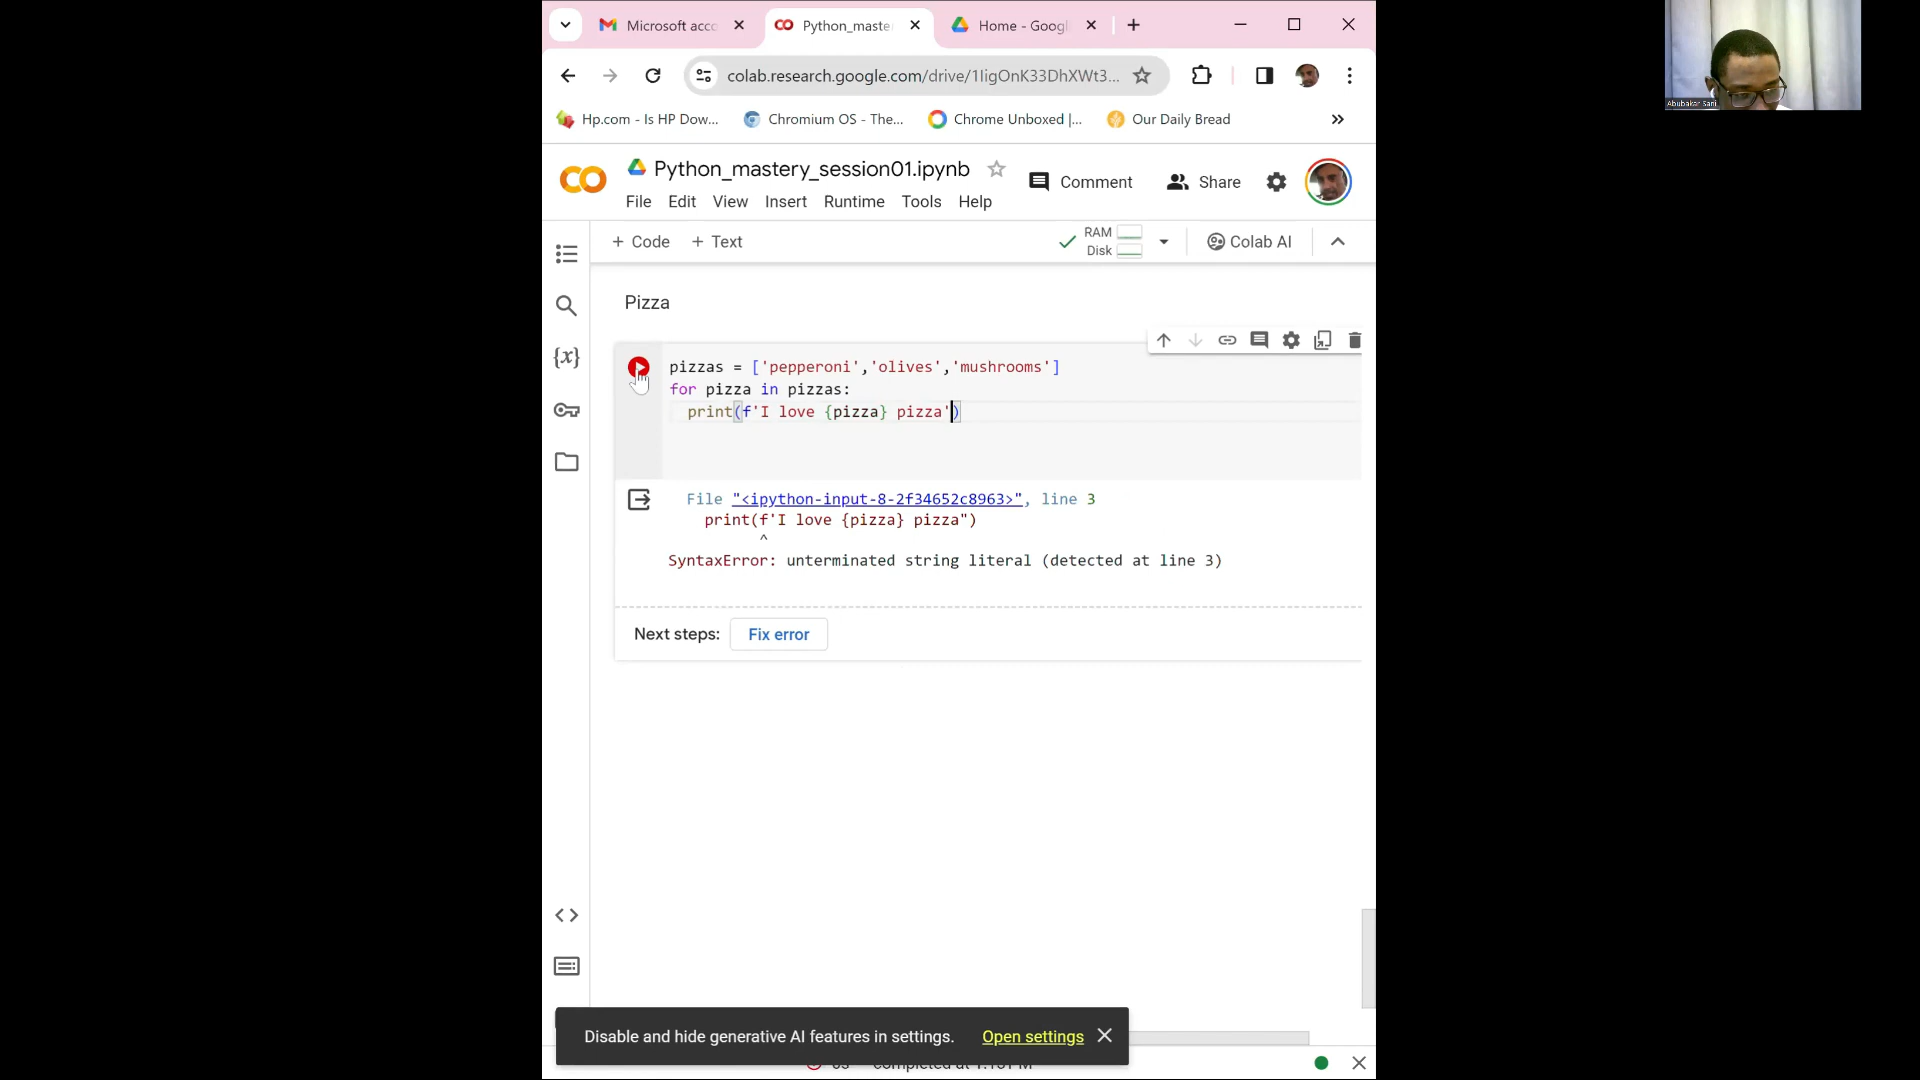 Microsoft acco
Python_maste
Home - Googl
colab.research.google.com/drive/1IigOnK33DhXWt3...
Hp.com - Is HP Dow...
Chromium OS - The...
Chrome Unboxed |...
Our Daily Bread
Python_mastery_session01.ipynb
Comment
Share
File Edit View Insert Runtime Tools Help
+ Code + Text
RAM
Disk
Colab AI
Pizza
pizzas = ['pepperoni','olives','mushrooms']
for pizza in pizzas:
print(f'I love {pizza} pizza')
File "<ipython-input-8-2f34652c8963>", line 3
print(f'I love {pizza} pizza")
^
SyntaxError: unterminated string literal (detected at line 3)
Next steps: Fix error
Disable and hide generative AI features in settings. Open settings
Abubakar Sani